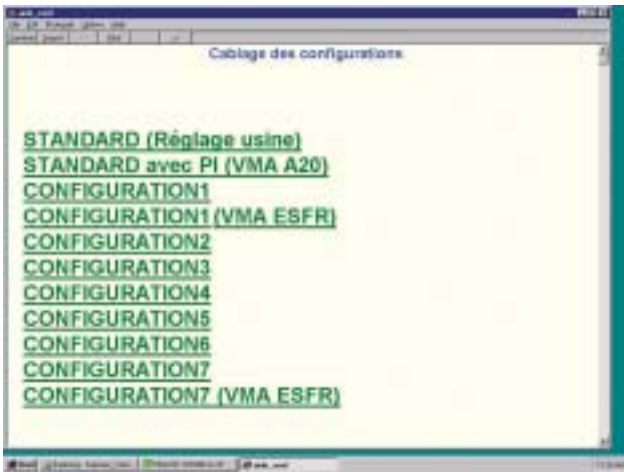 Cablage des configurations
STANDARD (Réglage usine)
STANDARD avec PI (VMA A20)
CONFIGURATION1
CONFIGURATION1 (VMA ESFR)
CONFIGURATION2
CONFIGURATION3
CONFIGURATION4
CONFIGURATION5
CONFIGURATION6
CONFIGURATION7
CONFIGURATION7 (VMA ESFR)